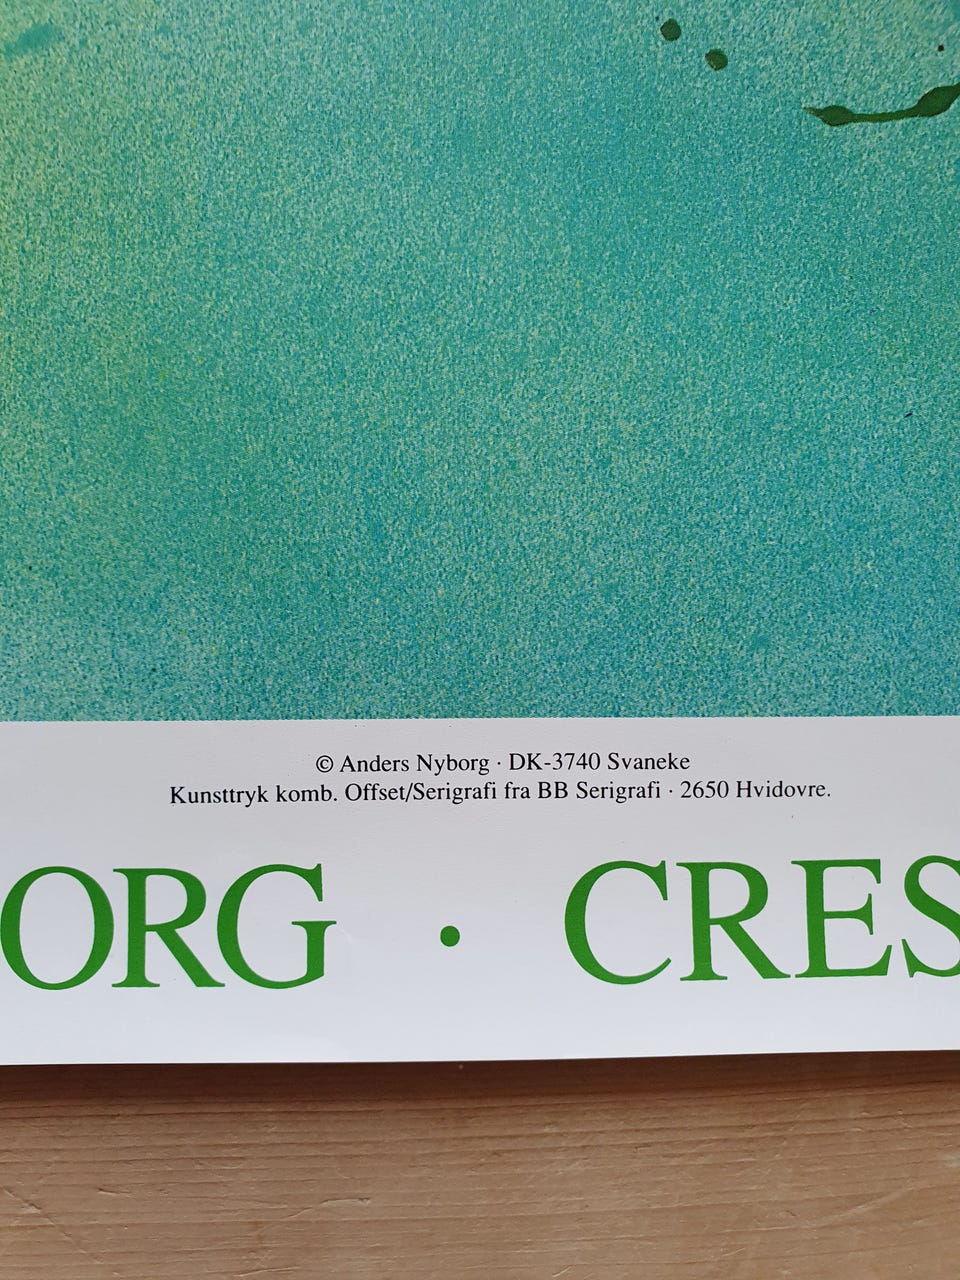 © Anders Nyborg · DK-3740 Svaneke
Kunsttryk komb. Offset/Serigrafi fra BB Serigrafi · 2650 Hvidovre.
ORG · CRES